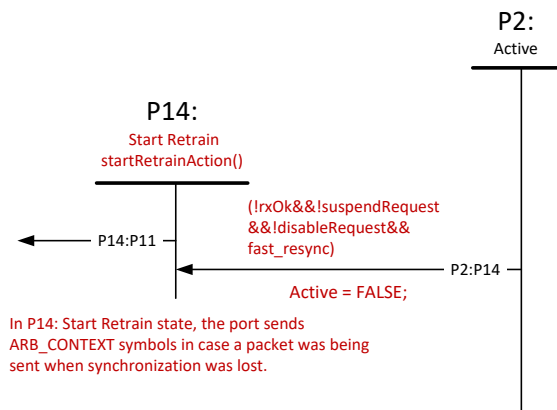 P2:
Active
P14:
Start Retrain
startRetrainAction()
(!rxOk&&!suspendRequest
&&!disableRequest&&
fast_resync)
P14:P11
P2:P14
Active = FALSE;
In P14: Start Retrain state, the port sends
ARB_CONTEXT symbols in case a packet was being
sent when synchronization was lost.